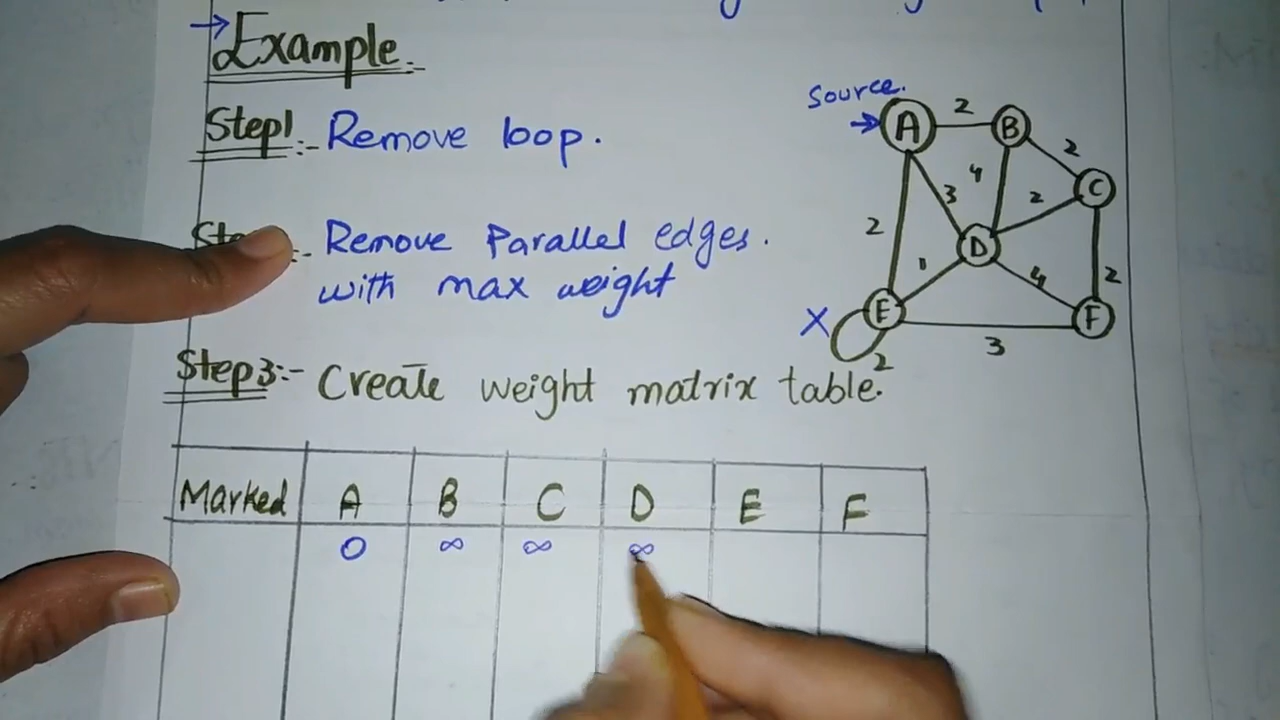 Example.
Step1:- Remove loop.
Remove Parallel edges.
with max weight
Step3:- Create weight matrix table.
Source.
A 2 B
2
4
C
3
2
2
D
1
4
2
E
F
X
2
3
Marked A B C D E F
0 ∞ ∞ ∞